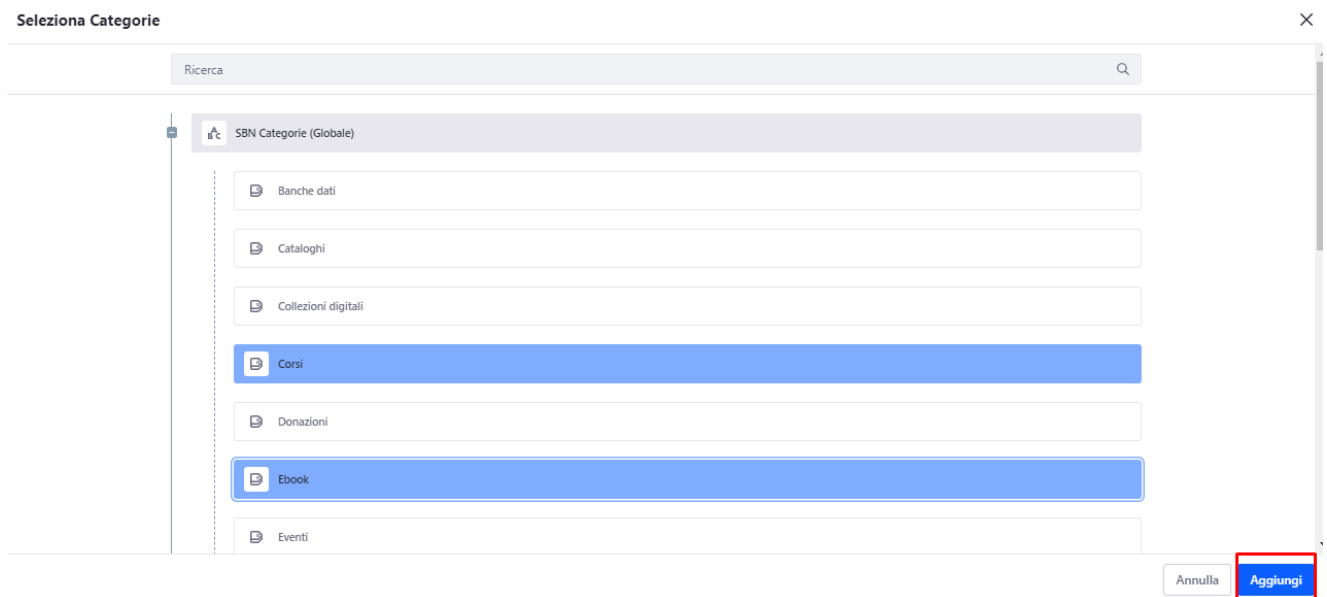 Seleziona Categorie
Ricerca
SBN Categorie (Globale)
Banche dati
Cataloghi
Collezioni digitali
Corsi
Donazioni
Ebook
Eventi
Annulla
Aggiungi